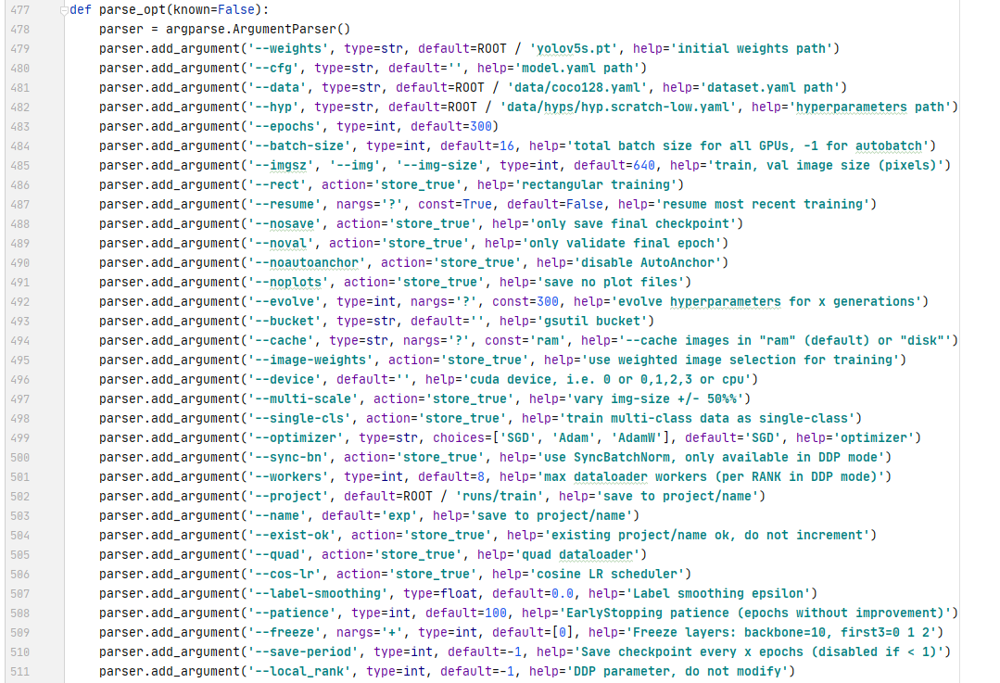 477 def parse_opt(known=False):
478 parser = argparse.ArgumentParser()
479 parser.add_argument('--weights', type=str, default=ROOT / 'yolov5s.pt', help='initial weights path')
480 parser.add_argument('--cfg', type=str, default='', help='model.yaml path')
481 parser.add_argument('--data', type=str, default=ROOT / 'data/coco128.yaml', help='dataset.yaml path')
482 parser.add_argument('--hyp', type=str, default=ROOT / 'data/hyps/hyp.scratch-low.yaml', help='hyperparameters path')
483 parser.add_argument('--epochs', type=int, default=300)
484 parser.add_argument('--batch-size', type=int, default=16, help='total batch size for all GPUs, -1 for autobatch')
485 parser.add_argument('--imgsz', '--img', '--img-size', type=int, default=640, help='train, val image size (pixels)')
486 parser.add_argument('--rect', action='store_true', help='rectangular training')
487 parser.add_argument('--resume', nargs='?', const=True, default=False, help='resume most recent training')
488 parser.add_argument('--nosave', action='store_true', help='only save final checkpoint')
489 parser.add_argument('--noval', action='store_true', help='only validate final epoch')
490 parser.add_argument('--noautoanchor', action='store_true', help='disable AutoAnchor')
491 parser.add_argument('--noplots', action='store_true', help='save no plot files')
492 parser.add_argument('--evolve', type=int, nargs='?', const=300, help='evolve hyperparameters for x generations')
493 parser.add_argument('--bucket', type=str, default='', help='gsutil bucket')
494 parser.add_argument('--cache', type=str, nargs='?', const='ram', help='--cache images in "ram" (default) or "disk"')
495 parser.add_argument('--image-weights', action='store_true', help='use weighted image selection for training')
496 parser.add_argument('--device', default='', help='cuda device, i.e. 0 or 0,1,2,3 or cpu')
497 parser.add_argument('--multi-scale', action='store_true', help='vary img-size +/- 50%%')
498 parser.add_argument('--single-cls', action='store_true', help='train multi-class data as single-class')
499 parser.add_argument('--optimizer', type=str, choices=['SGD', 'Adam', 'AdamW'], default='SGD', help='optimizer')
500 parser.add_argument('--sync-bn', action='store_true', help='use SyncBatchNorm, only available in DDP mode')
501 parser.add_argument('--workers', type=int, default=8, help='max dataloader workers (per RANK in DDP mode)')
502 parser.add_argument('--project', default=ROOT / 'runs/train', help='save to project/name')
503 parser.add_argument('--name', default='exp', help='save to project/name')
504 parser.add_argument('--exist-ok', action='store_true', help='existing project/name ok, do not increment')
505 parser.add_argument('--quad', action='store_true', help='quad dataloader')
506 parser.add_argument('--cos-lr', action='store_true', help='cosine LR scheduler')
507 parser.add_argument('--label-smoothing', type=float, default=0.0, help='Label smoothing epsilon')
508 parser.add_argument('--patience', type=int, default=100, help='EarlyStopping patience (epochs without improvement)')
509 parser.add_argument('--freeze', nargs='+', type=int, default=[0], help='Freeze layers: backbone=10, first3=0 1 2')
510 parser.add_argument('--save-period', type=int, default=-1, help='Save checkpoint every x epochs (disabled if < 1)')
511 parser.add_argument('--local_rank', type=int, default=-1, help='DDP parameter, do not modify')